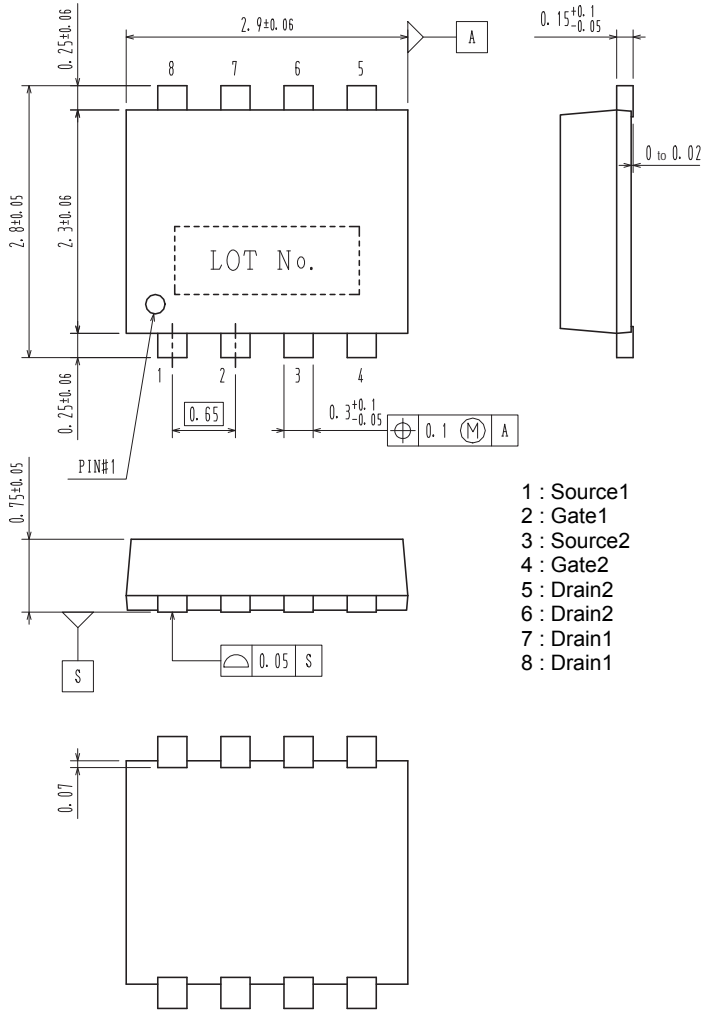 2.9±0.06
A
0.15+0.1 -0.05
0.25±0.06
8 7 6 5
0 to 0.02
2.8±0.05
2.3±0.06
LOT No.
1 2 3 4
0.25±0.06
0.65
0.3+0.1 -0.05
0.1 Ⓜ A
PIN#1
0.75±0.05
1 : Source1
2 : Gate1
3 : Source2
4 : Gate2
5 : Drain2
6 : Drain2
7 : Drain1
8 : Drain1
0.05 S
S
0.07